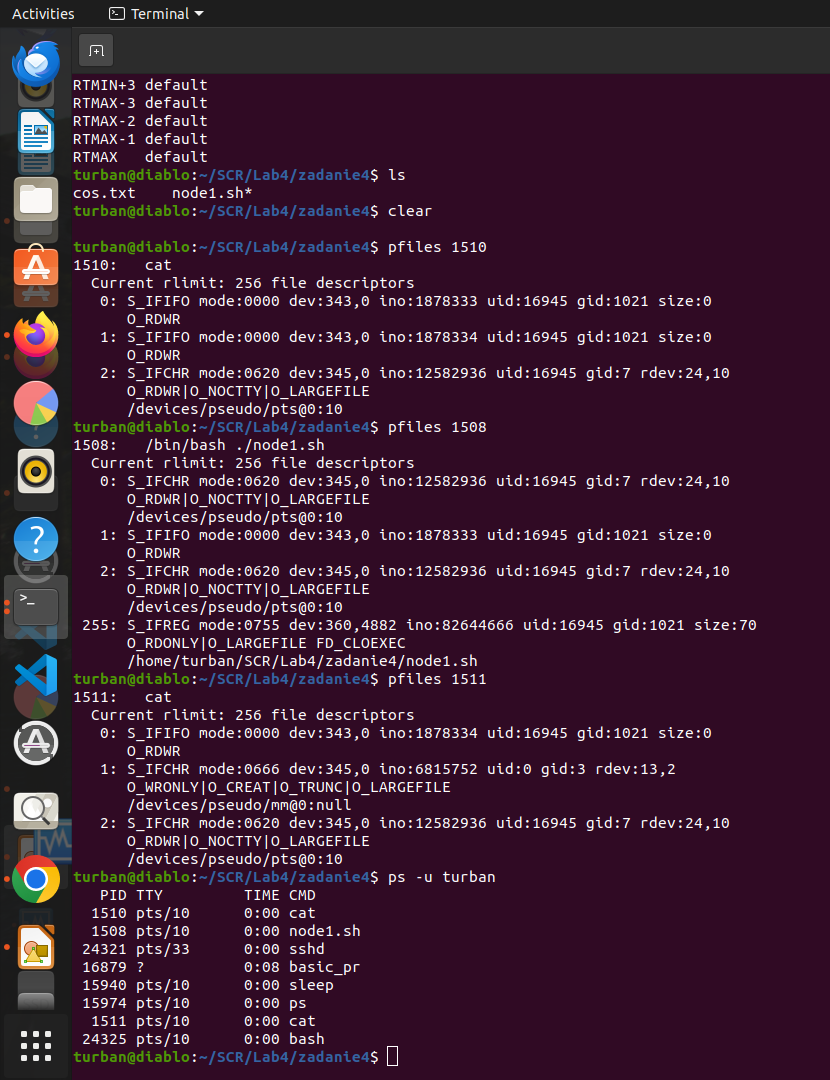 Activities
Terminal
RTMIN+3 default
RTMAX-3 default
RTMAX-2 default
RTMAX-1 default
RTMAX   default
turban@diablo:~/SCR/Lab4/zadanie4$ ls
cos.txt    node1.sh*
turban@diablo:~/SCR/Lab4/zadanie4$ clear
turban@diablo:~/SCR/Lab4/zadanie4$ pfiles 1510
1510:   cat
  Current rlimit: 256 file descriptors
   0: S_IFIFO mode:0000 dev:343,0 ino:1878333 uid:16945 gid:1021 size:0
      O_RDWR
   1: S_IFIFO mode:0000 dev:343,0 ino:1878334 uid:16945 gid:1021 size:0
      O_RDWR
   2: S_IFCHR mode:0620 dev:345,0 ino:12582936 uid:16945 gid:7 rdev:24,10
      O_RDWR|O_NOCTTY|O_LARGEFILE
      /devices/pseudo/pts@0:10
turban@diablo:~/SCR/Lab4/zadanie4$ pfiles 1508
1508:   /bin/bash ./node1.sh
  Current rlimit: 256 file descriptors
   0: S_IFCHR mode:0620 dev:345,0 ino:12582936 uid:16945 gid:7 rdev:24,10
      O_RDWR|O_NOCTTY|O_LARGEFILE
      /devices/pseudo/pts@0:10
   1: S_IFIFO mode:0000 dev:343,0 ino:1878333 uid:16945 gid:1021 size:0
      O_RDWR
   2: S_IFCHR mode:0620 dev:345,0 ino:12582936 uid:16945 gid:7 rdev:24,10
      O_RDWR|O_NOCTTY|O_LARGEFILE
      /devices/pseudo/pts@0:10
 255: S_IFREG mode:0755 dev:360,4882 ino:82644666 uid:16945 gid:1021 size:70
      O_RDONLY|O_LARGEFILE FD_CLOEXEC
      /home/turban/SCR/Lab4/zadanie4/node1.sh
turban@diablo:~/SCR/Lab4/zadanie4$ pfiles 1511
1511:   cat
  Current rlimit: 256 file descriptors
   0: S_IFIFO mode:0000 dev:343,0 ino:1878334 uid:16945 gid:1021 size:0
      O_RDWR
   1: S_IFCHR mode:0666 dev:345,0 ino:6815752 uid:0 gid:3 rdev:13,2
      O_WRONLY|O_CREAT|O_TRUNC|O_LARGEFILE
      /devices/pseudo/mm@0:null
   2: S_IFCHR mode:0620 dev:345,0 ino:12582936 uid:16945 gid:7 rdev:24,10
      O_RDWR|O_NOCTTY|O_LARGEFILE
      /devices/pseudo/pts@0:10
turban@diablo:~/SCR/Lab4/zadanie4$ ps -u turban
   PID TTY         TIME CMD
  1510 pts/10      0:00 cat
  1508 pts/10      0:00 node1.sh
 24321 pts/33      0:00 sshd
 16879 ?           0:08 basic_pr
 15940 pts/10      0:00 sleep
 15974 pts/10      0:00 ps
  1511 pts/10      0:00 cat
 24325 pts/10      0:00 bash
turban@diablo:~/SCR/Lab4/zadanie4$